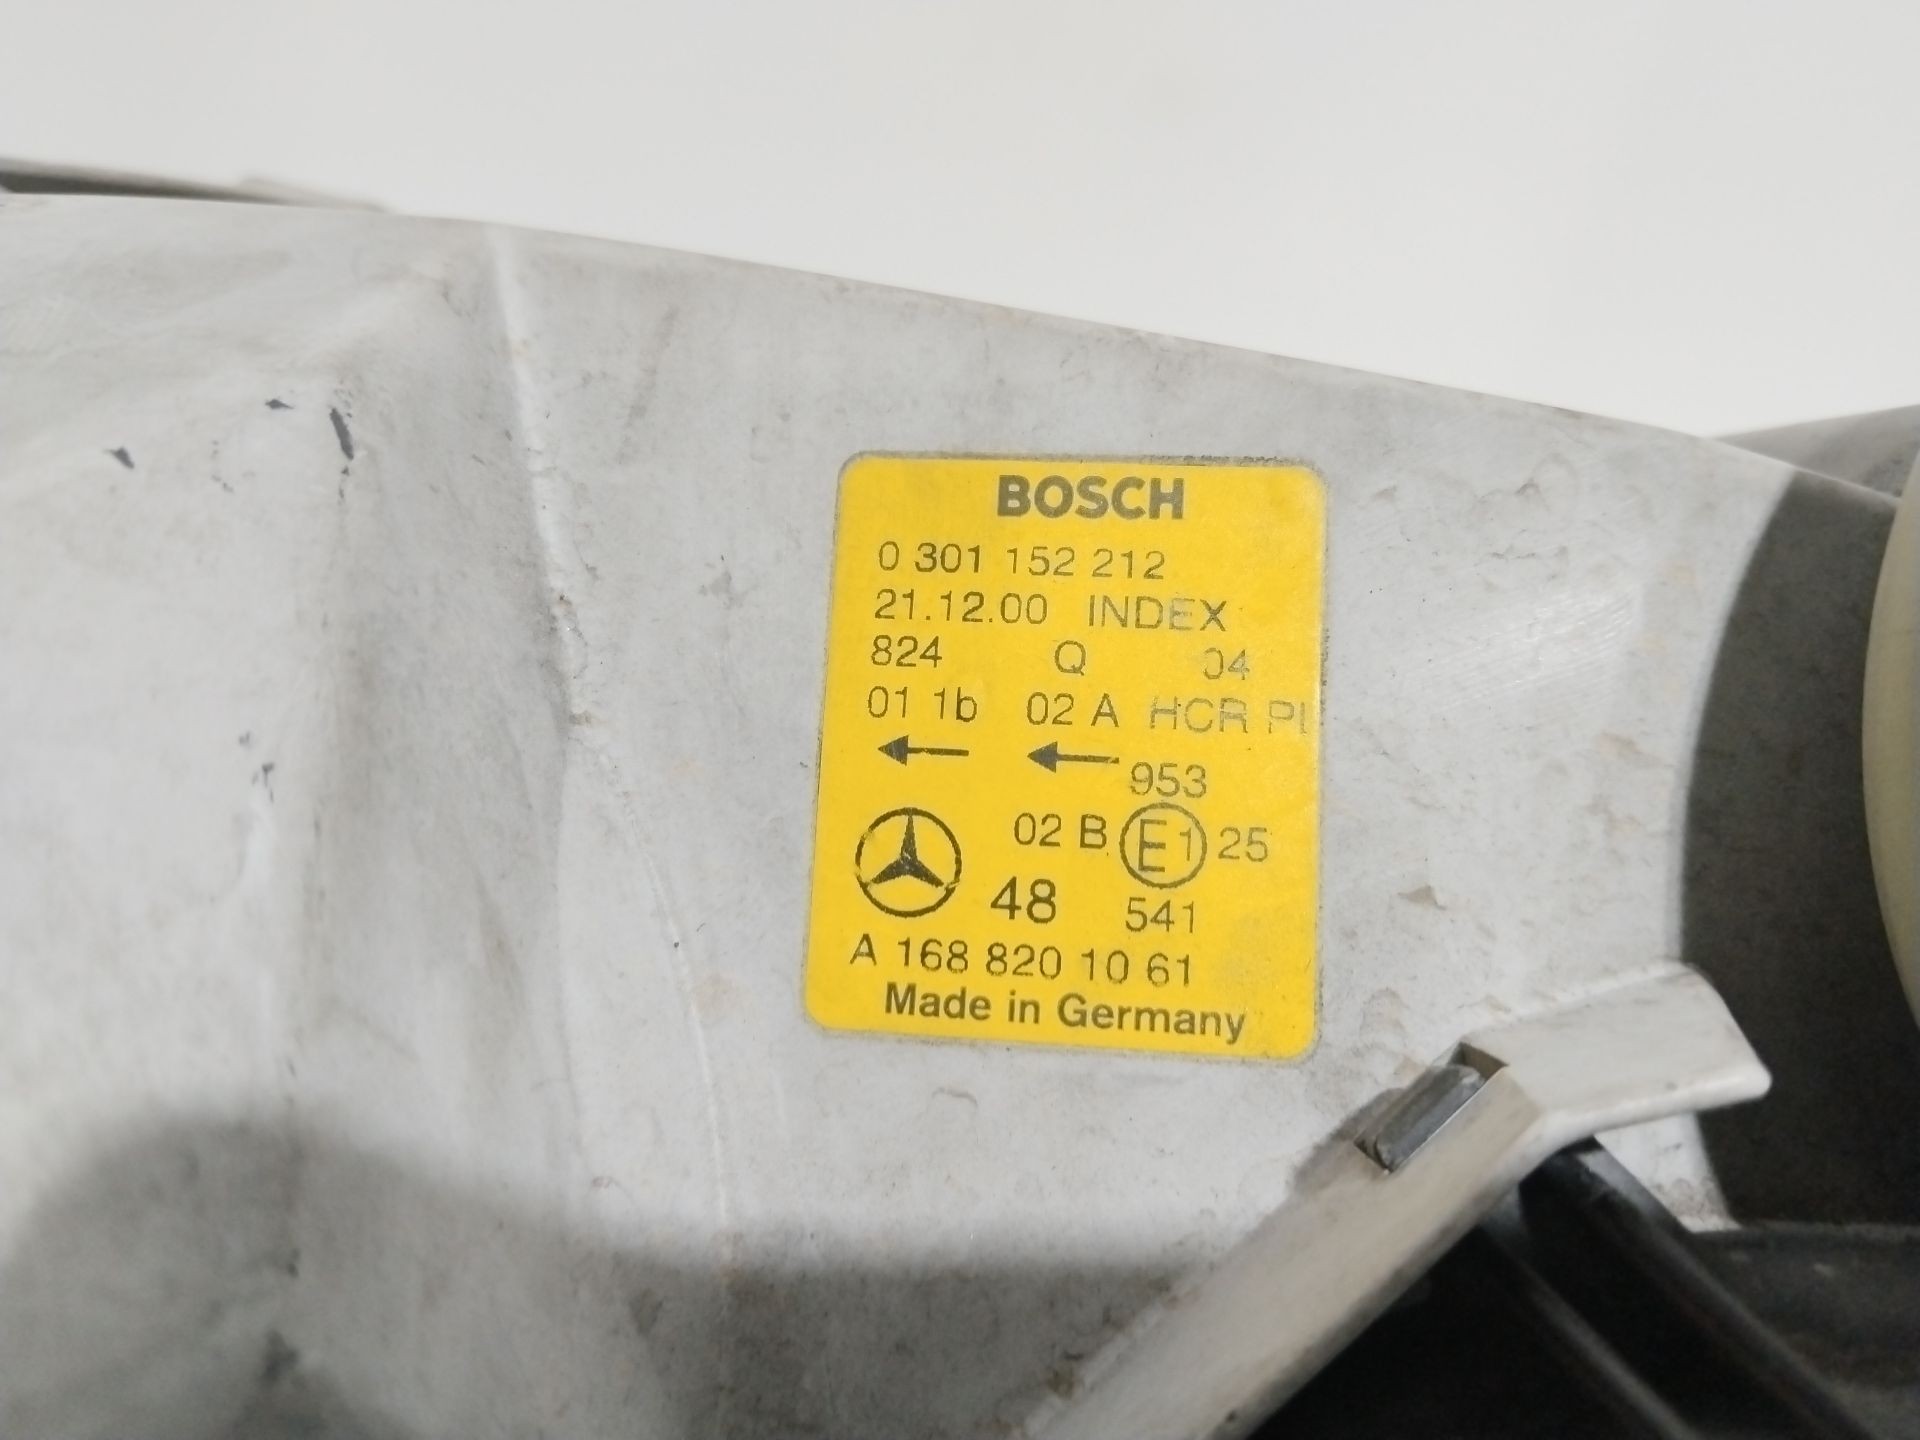 BOSCH
0 301 152 212
21.12.00 INDEX
824 Q 04
01 1b 02 A HCR PL
953
02 B E1 25
48 541
A 168 820 10 61
Made in Germany